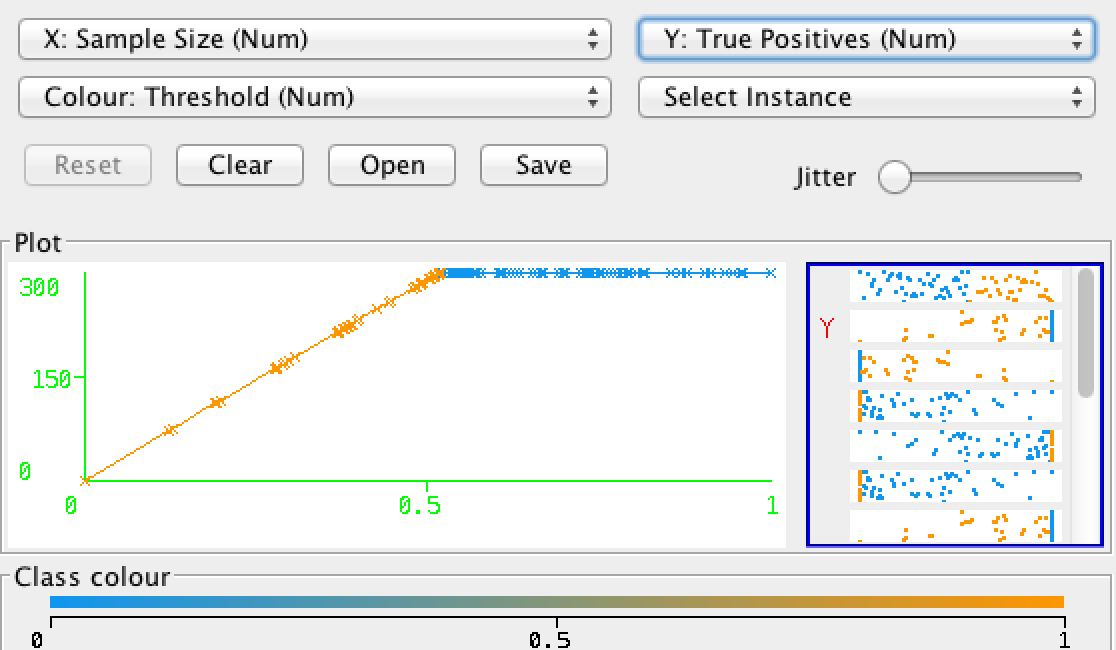 X: Sample Size (Num)
Y: True Positives (Num)
Colour: Threshold (Num)
Select Instance
Reset
Clear
Open
Save
Jitter
Plot
300
150
0
0
0.5
1
Y
Class colour
0
0.5
1